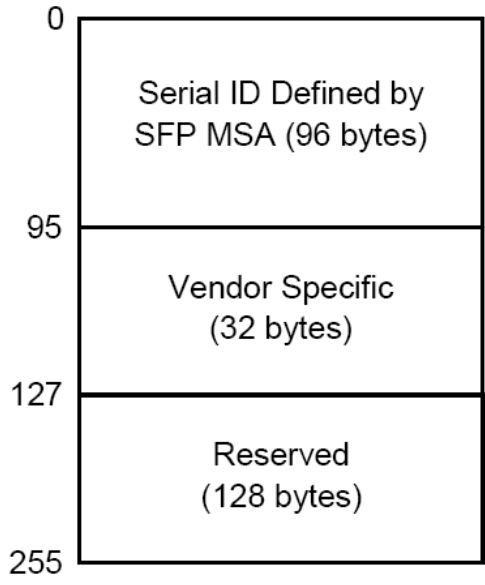 0
Serial ID Defined by
SFP MSA (96 bytes)
95
Vendor Specific
(32 bytes)
127
Reserved
(128 bytes)
255